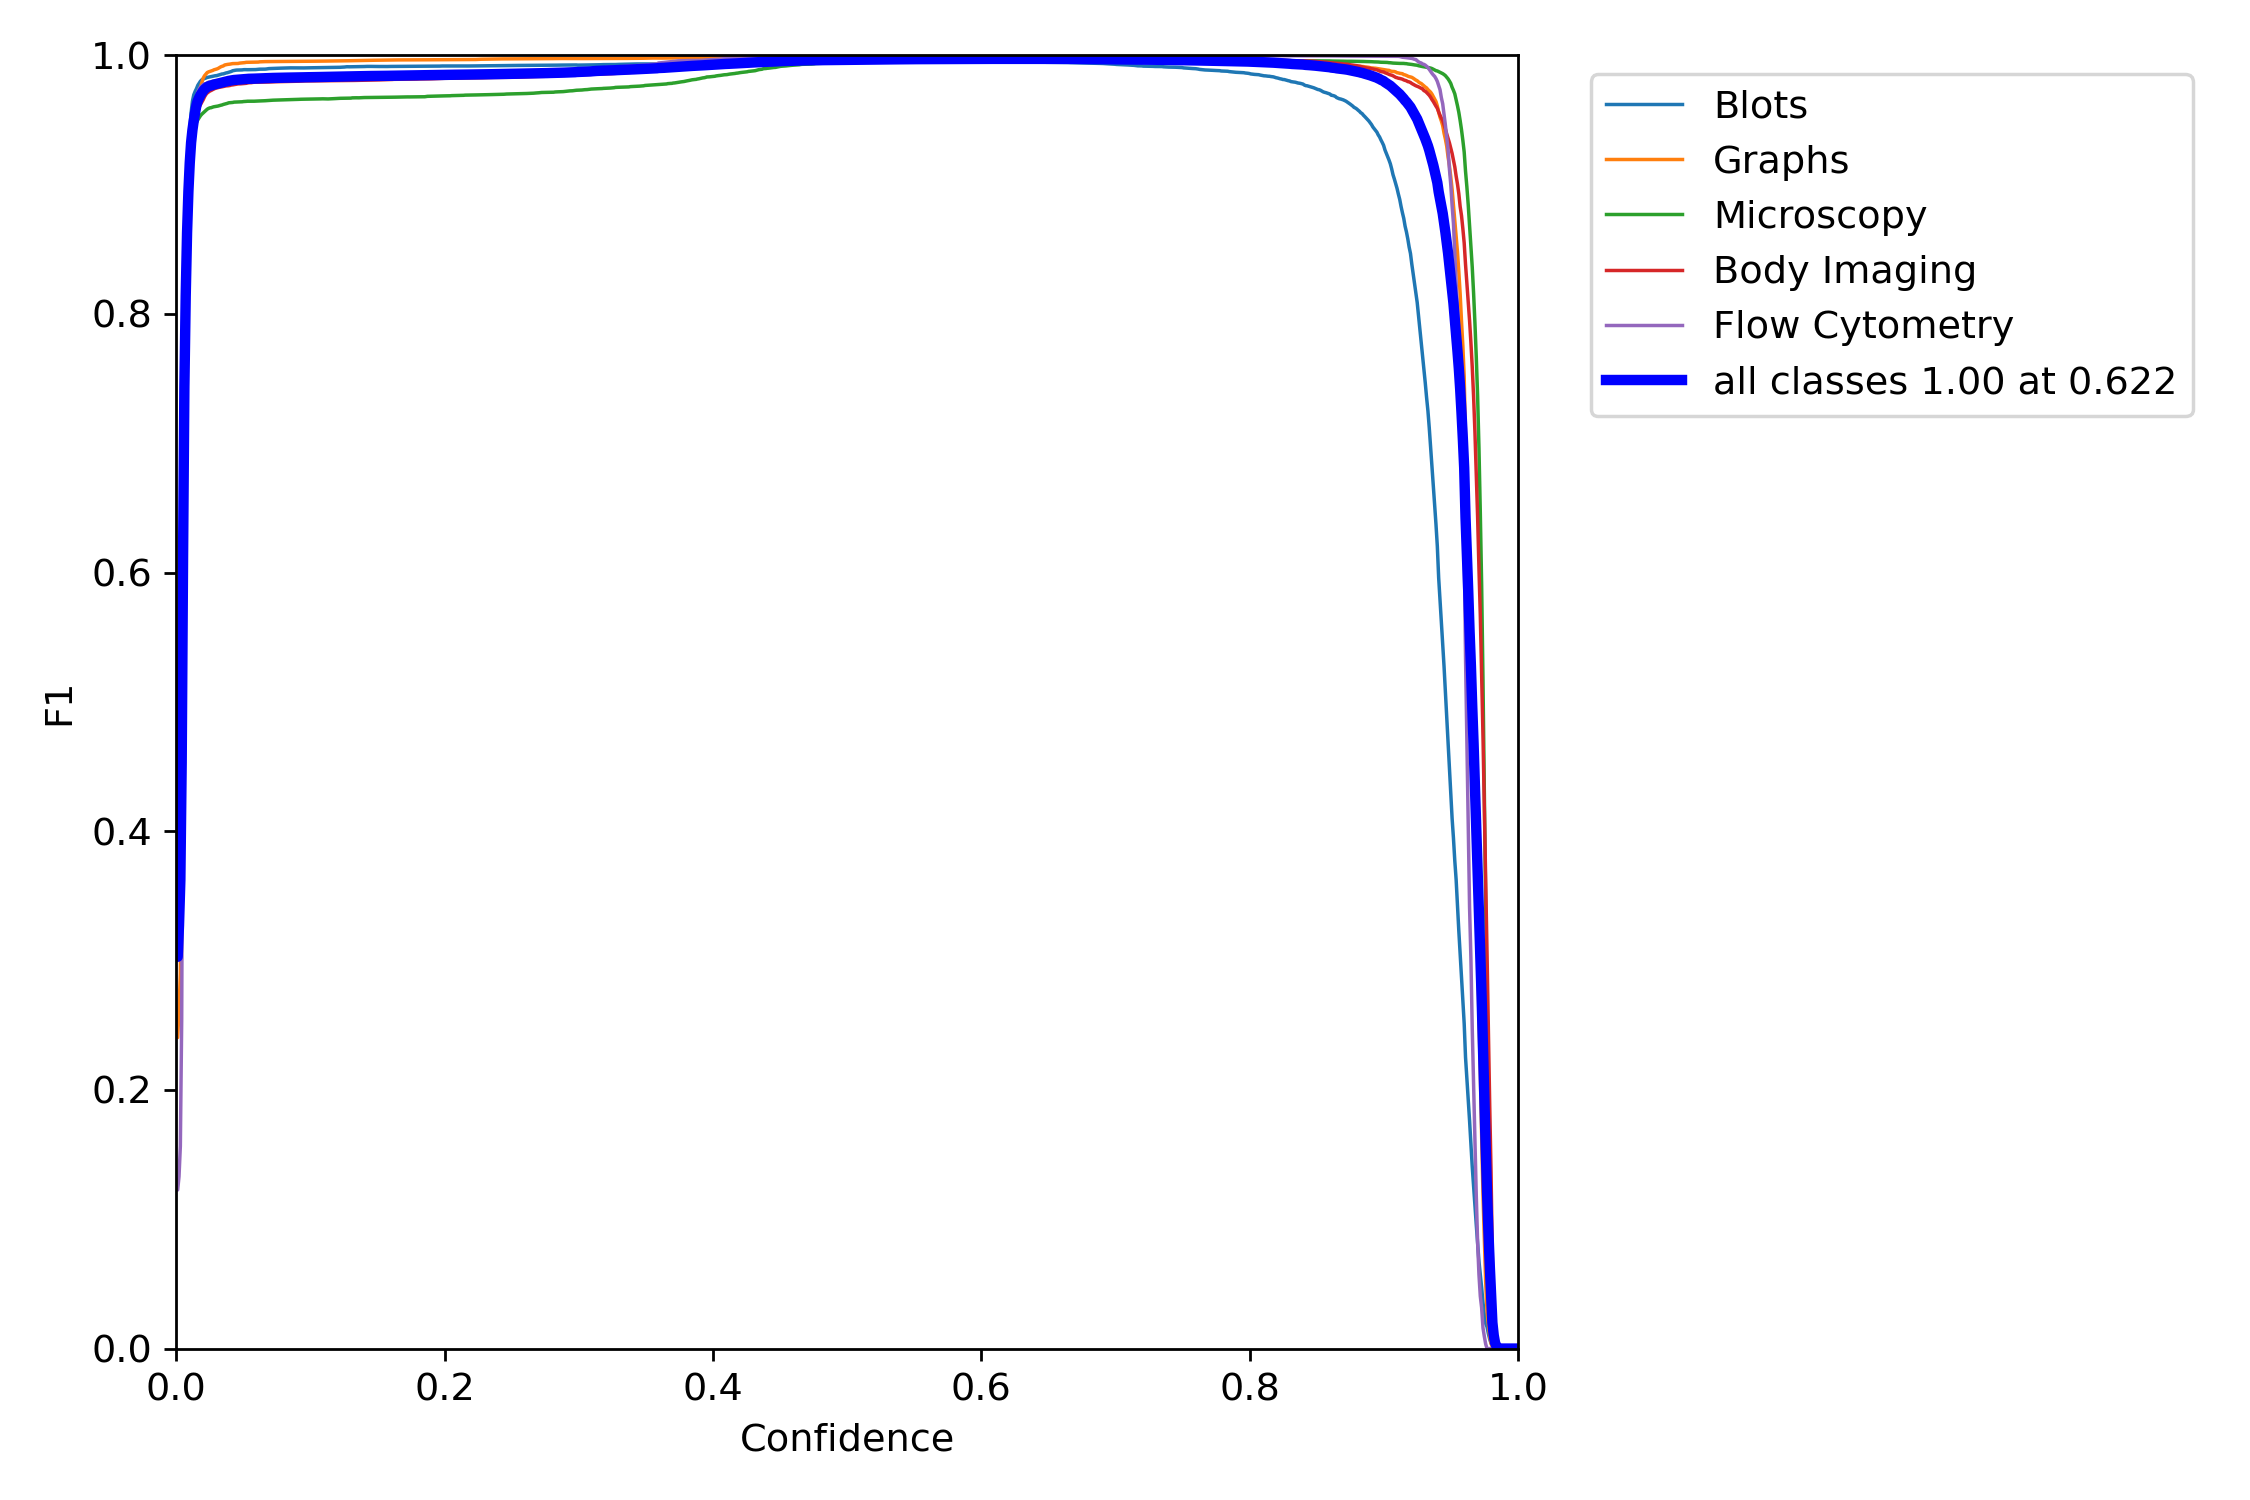 1.0
0.8
0.6
0.4
0.2
0.0
F1
0.0 0.2 0.4 0.6 0.8 1.0
Confidence
Blots
Graphs
Microscopy
Body Imaging
Flow Cytometry
all classes 1.00 at 0.622